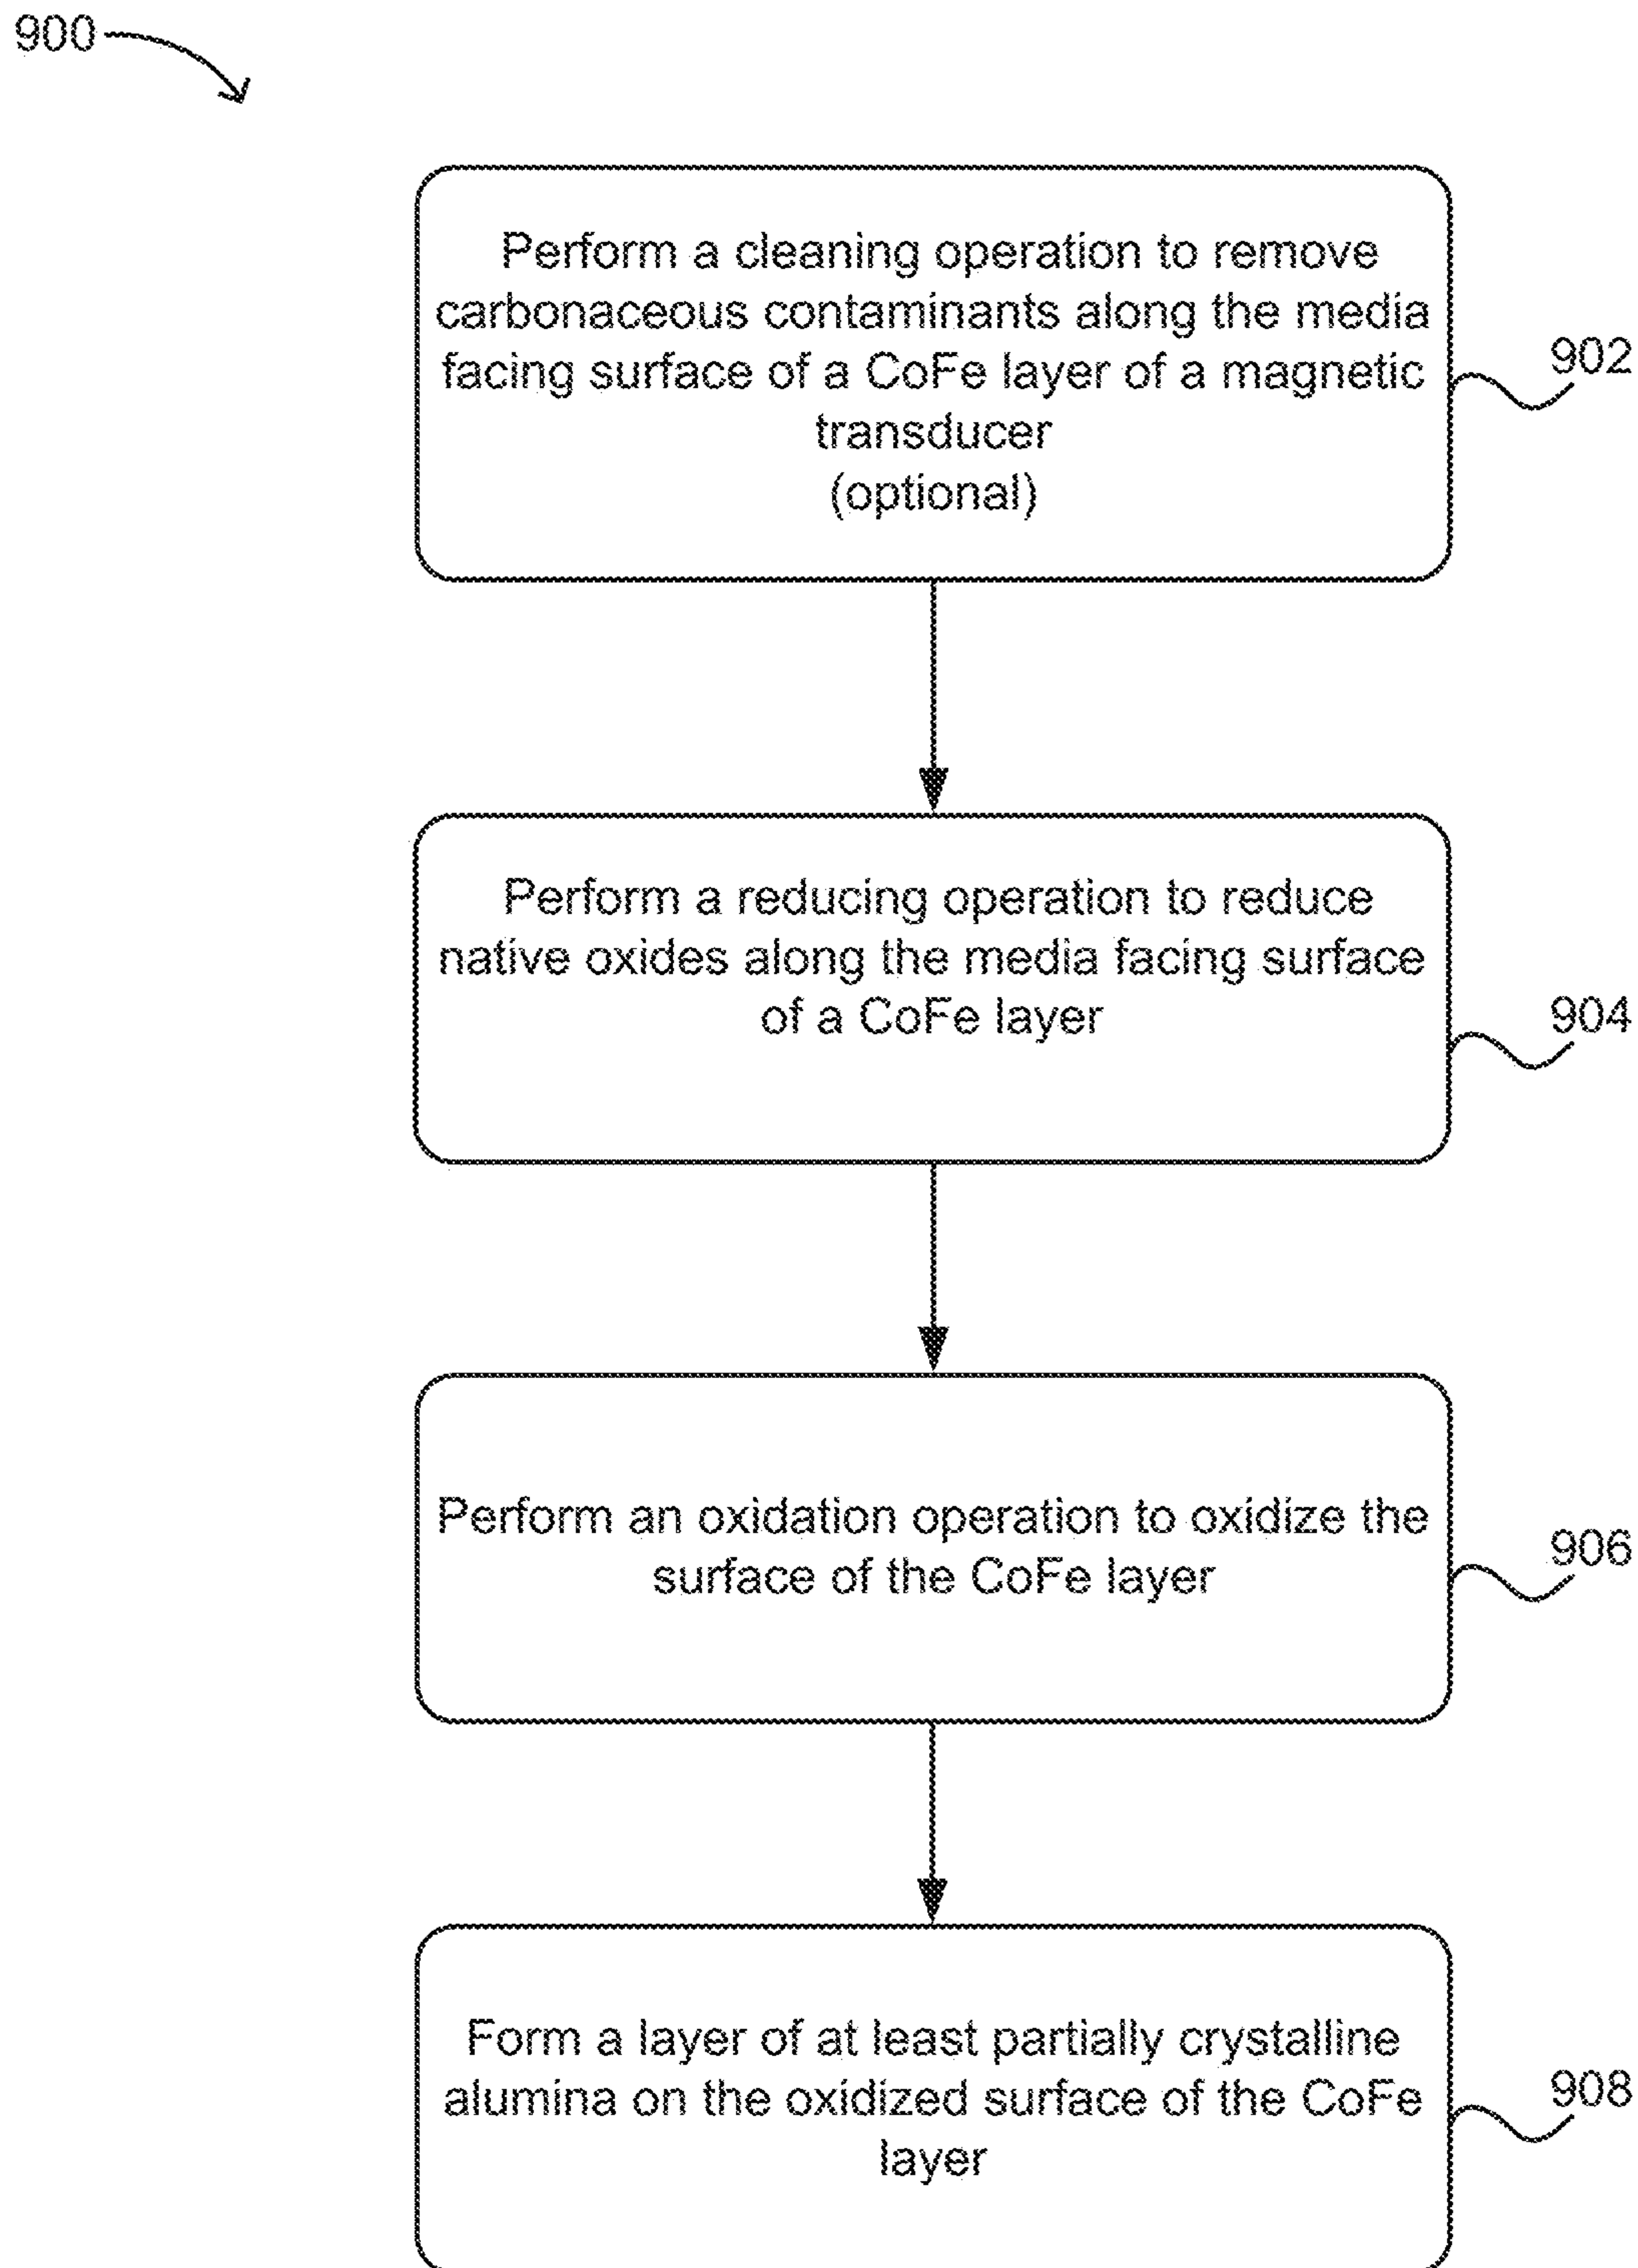 900
Perform a cleaning operation to remove
carbonaceous contaminants along the media
facing surface of a CoFe layer of a magnetic
transducer
(optional)
902
Perform a reducing operation to reduce
native oxides along the media facing surface
of a CoFe layer
904
Perform an oxidation operation to oxidize the
surface of the CoFe layer
906
Form a layer of at least partially crystalline
alumina on the oxidized surface of the CoFe
layer
908